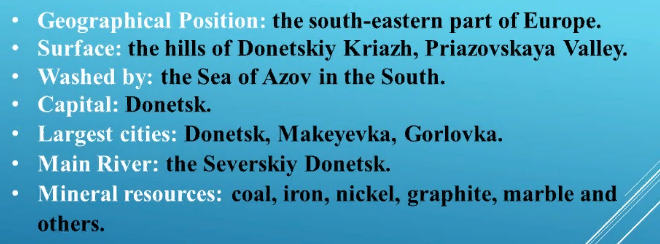 • Geographical Position: the south-eastern part of Europe.
• Surface: the hills of Donetskiy Kriazh, Priazovskaya Valley.
• Washed by: the Sea of Azov in the South.
• Capital: Donetsk.
• Largest cities: Donetsk, Makeyevka, Gorlovka.
• Main River: the Severskiy Donetsk.
• Mineral resources: coal, iron, nickel, graphite, marble and
others.